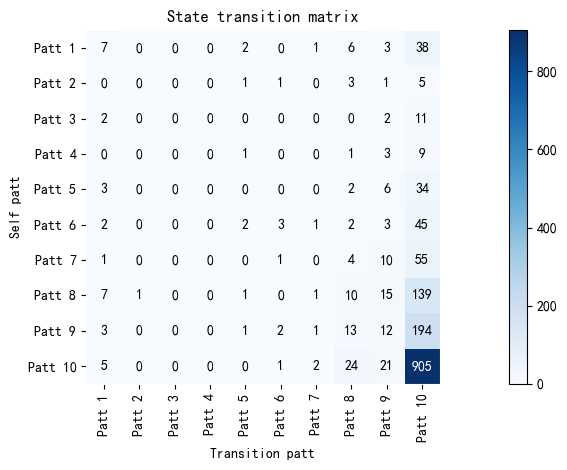 State transition matrix
Patt 1 7 0 0 0 2 0 1 6 3 38
Patt 2 0 0 0 0 1 1 0 3 1 5
Patt 3 2 0 0 0 0 0 0 0 2 11
Patt 4 0 0 0 0 1 0 0 1 3 9
Patt 5 3 0 0 0 0 0 0 2 6 34
Patt 6 2 0 0 0 2 3 1 2 3 45
Patt 7 1 0 0 0 0 1 0 4 10 55
Patt 8 7 1 0 0 1 0 1 10 15 139
Patt 9 3 0 0 0 1 2 1 13 12 194
Patt 10 5 0 0 0 0 1 2 24 21 905
Self patt
Patt 1 Patt 2 Patt 3 Patt 4 Patt 5 Patt 6 Patt 7 Patt 8 Patt 9 Patt 10
Transition patt
800
600
400
200
0